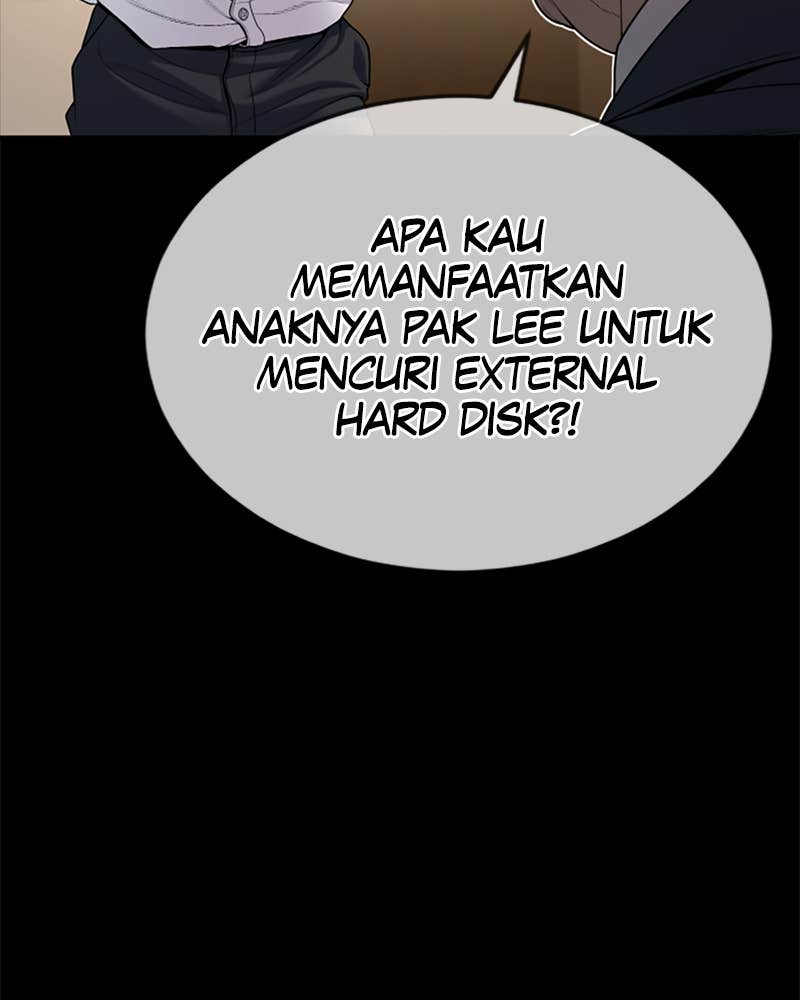 APA KAU
MEMANFAATKAN
ANAKNYA PAK LEE UNTUK
MENCURI EXTERNAL
HARD DISK?!